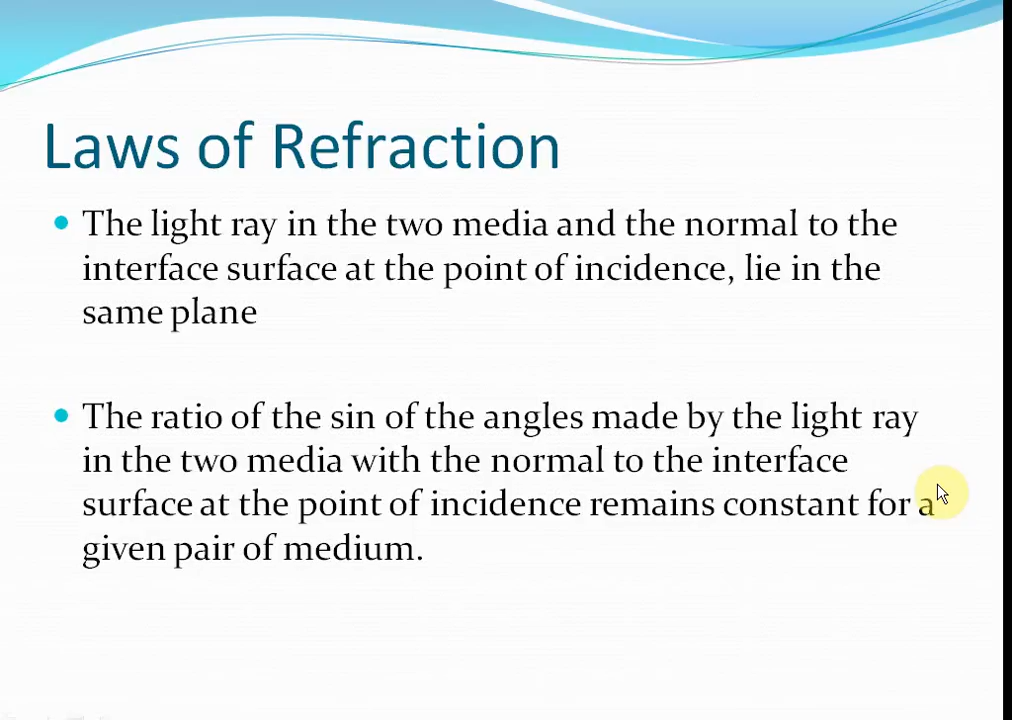 Laws of Refraction
The light ray in the two media and the normal to the
interface surface at the point of incidence, lie in the
same plane
The ratio of the sin of the angles made by the light ray
in the two media with the normal to the interface
surface at the point of incidence remains constant for a
given pair of medium.